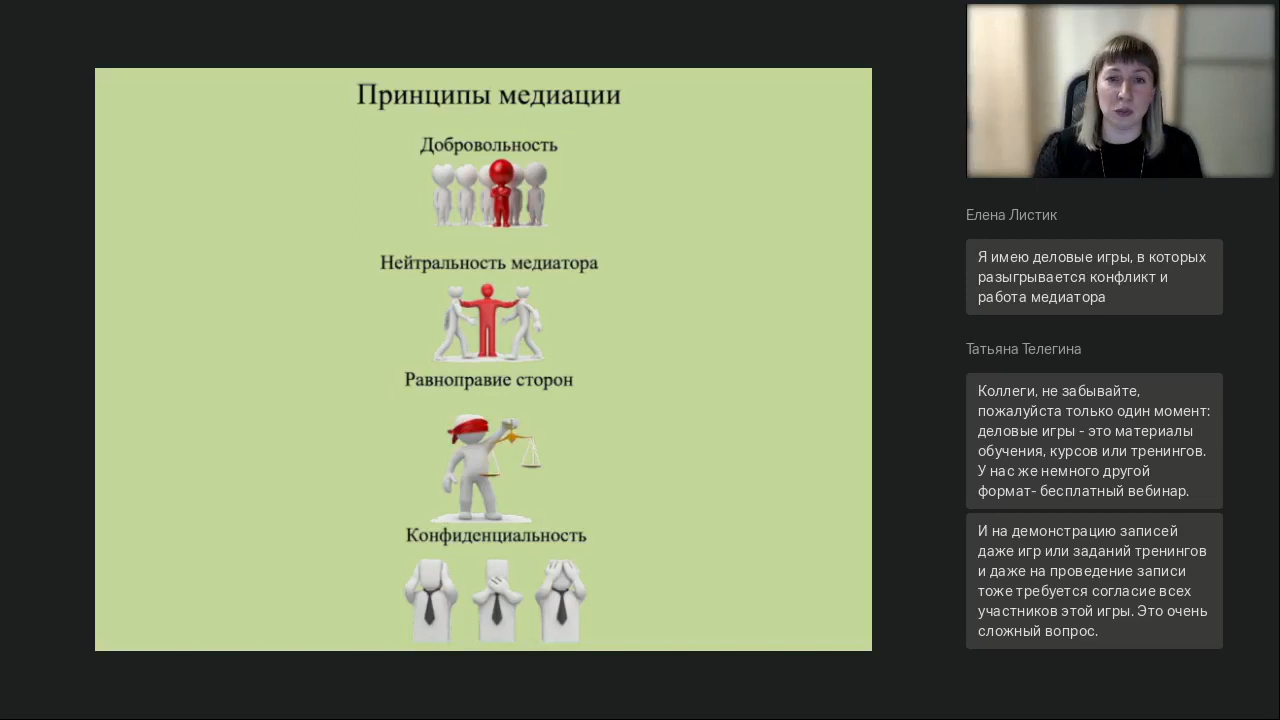 Принципы медиации
Добровольность
Нейтральность медиатора
Равноправие сторон
Конфиденциальность
Елена Листик
Я имею деловые игры, в которых
разыгрывается конфликт и
работа медиатора
Татьяна Телегина
Коллеги, не забывайте,
пожалуйста только один момент:
деловые игры - это материалы
обучения, курсов или тренингов.
У нас же немного другой
формат- бесплатный вебинар.
И на демонстрацию записей
даже игр или заданий тренингов
и даже на проведение записи
тоже требуется согласие всех
участников этой игры. Это очень
сложный вопрос.